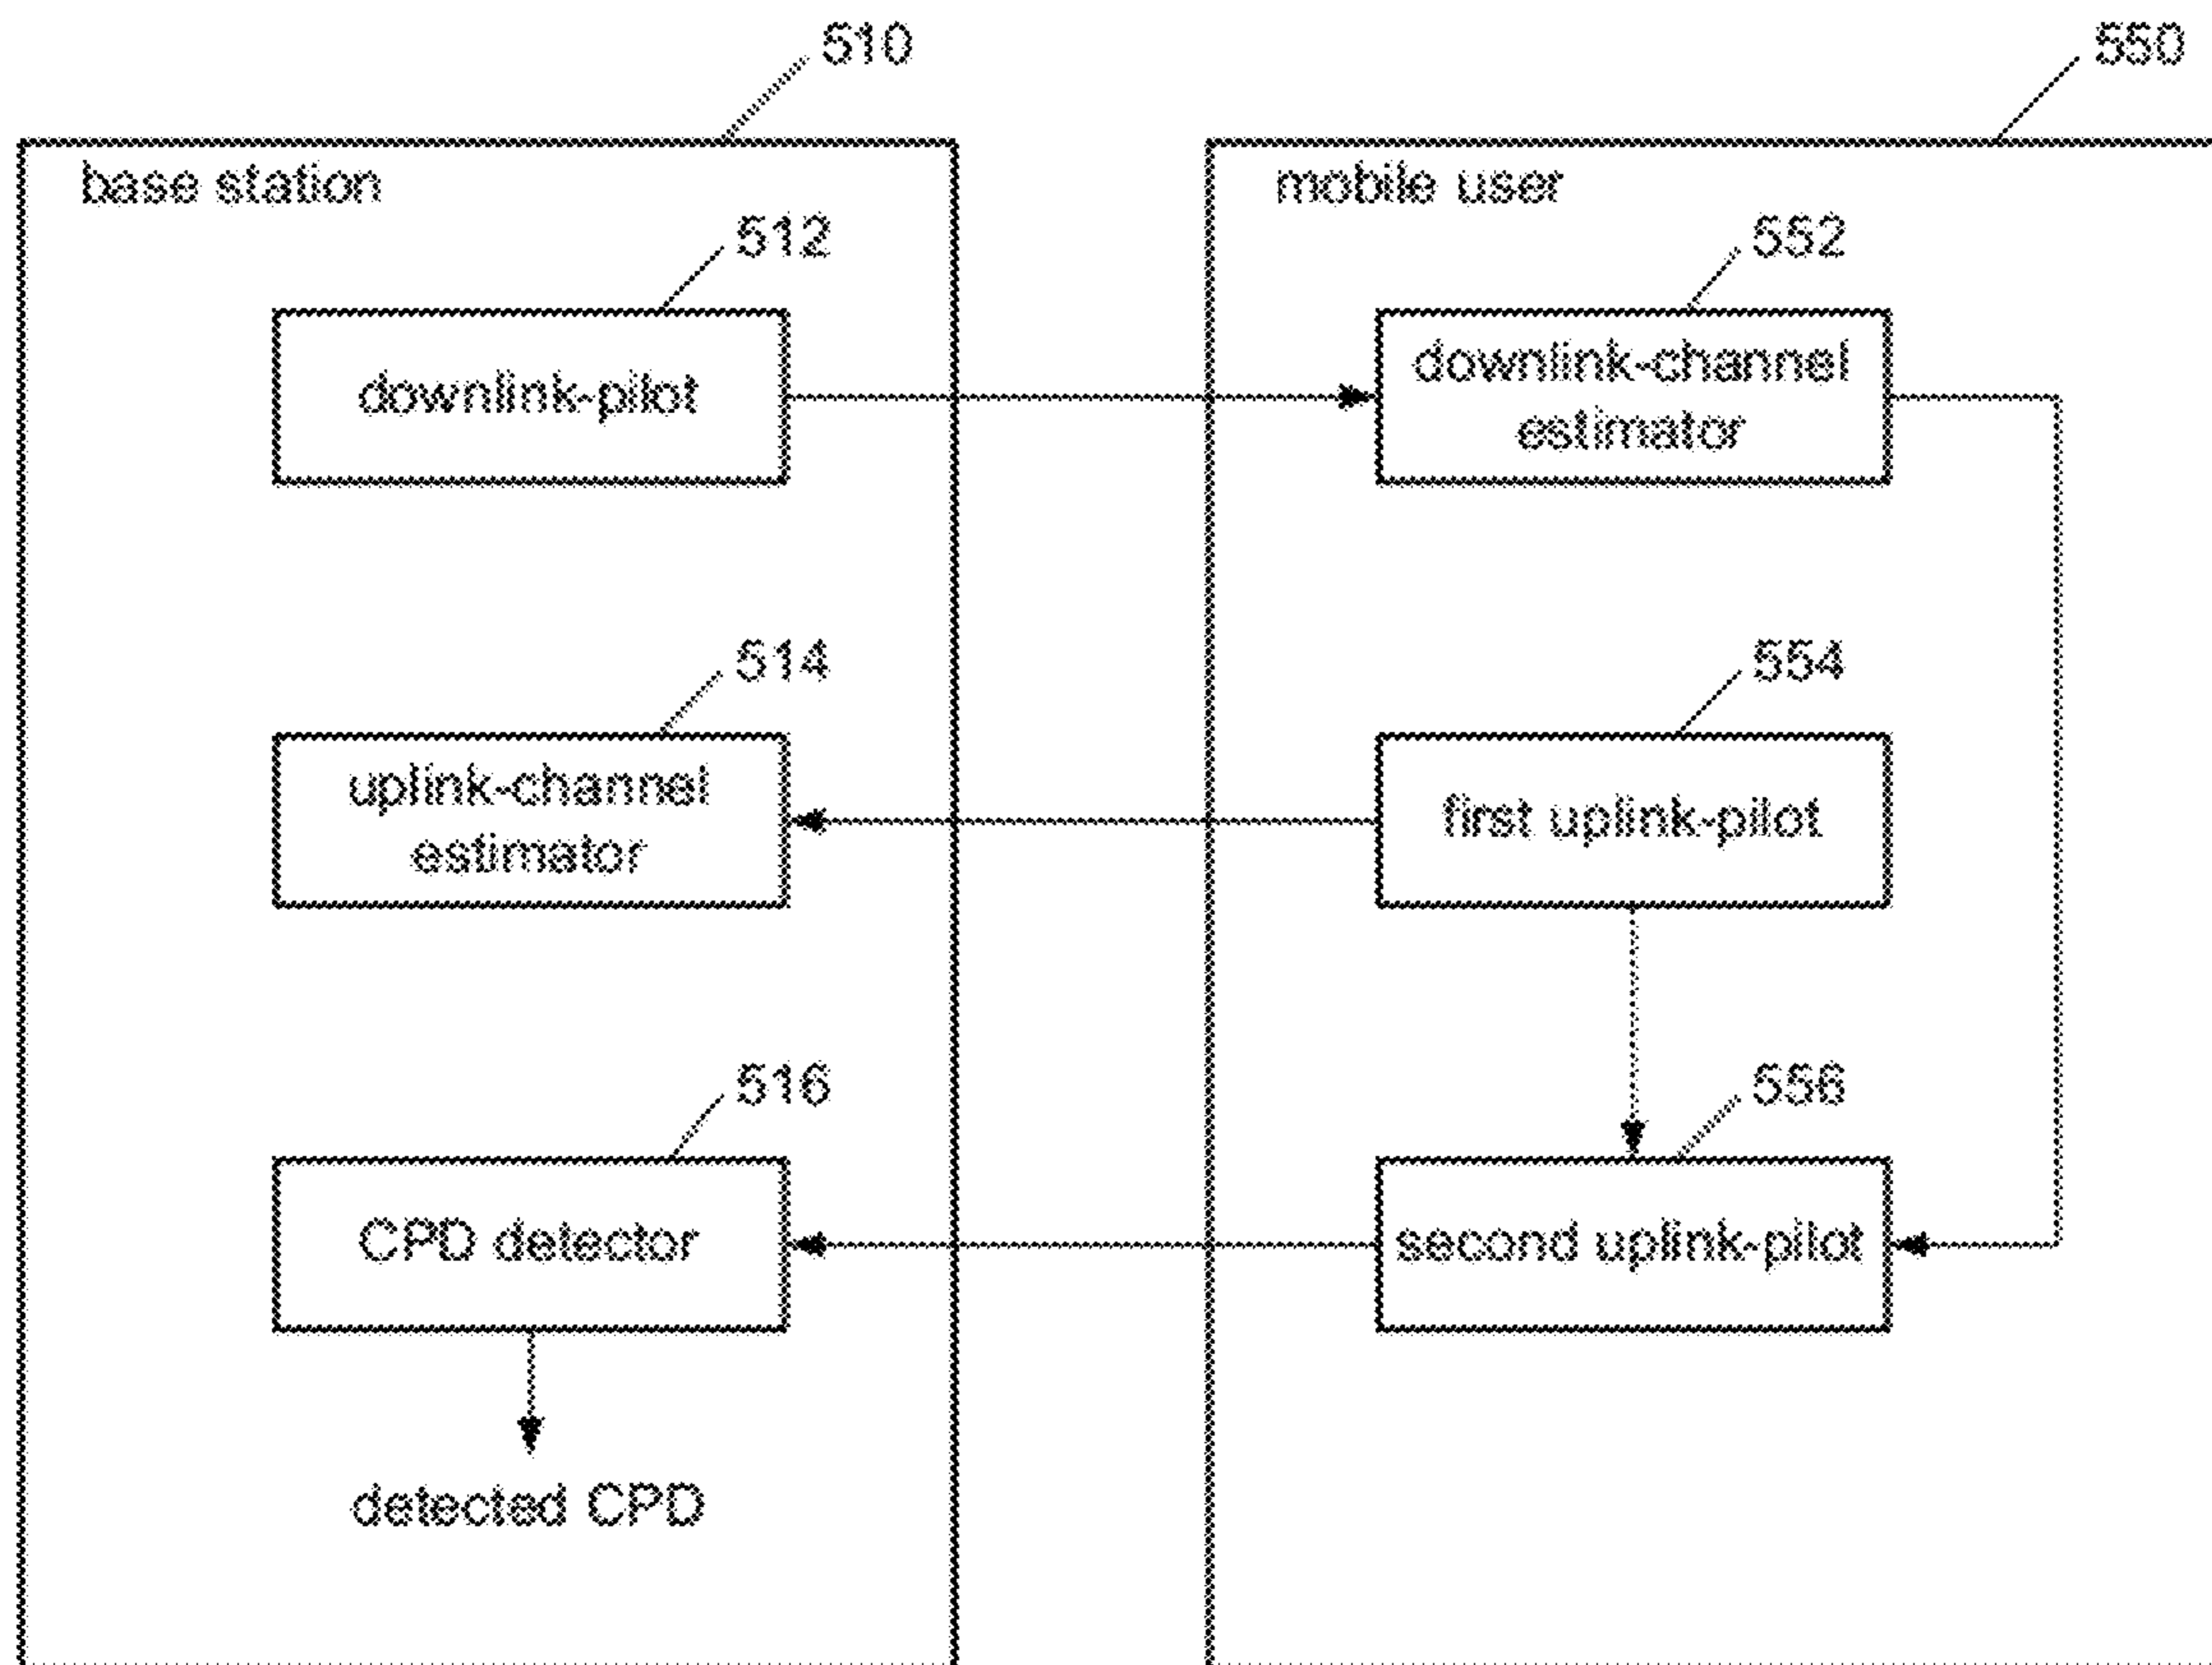 510
550
base station
mobile user
512
552
downlink-pilot
downlink-channel
estimator
514
554
uplink-channel
estimator
first uplink-pilot
516
556
CPD detector
second uplink-pilot
detected CPD